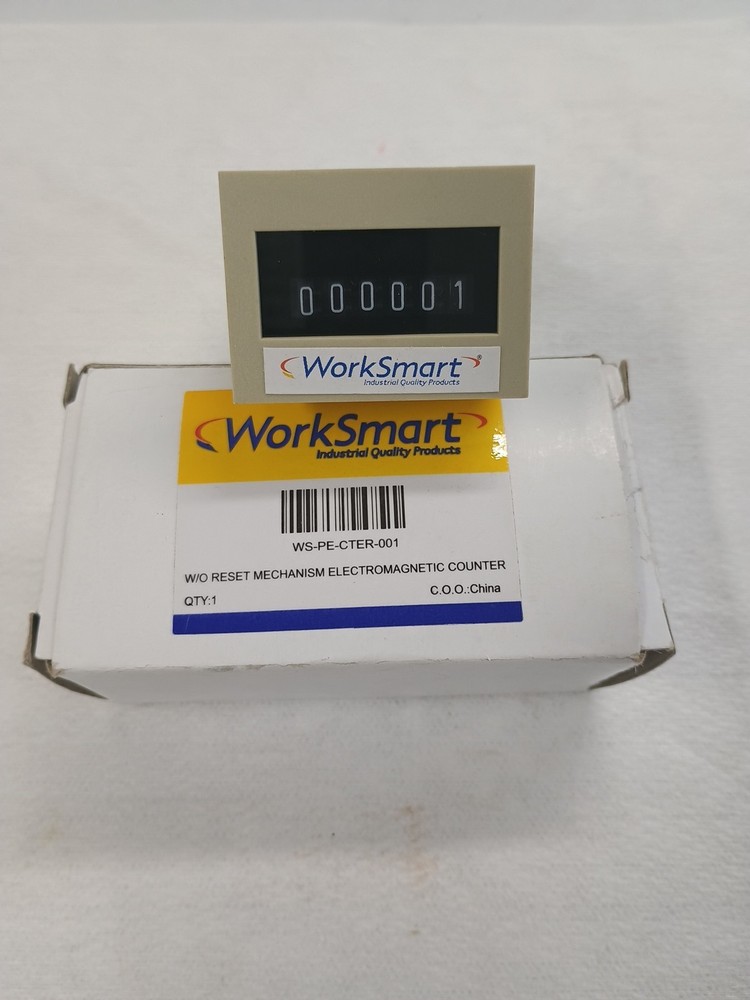 000001
WorkSmart®
Industrial Quality Products
WorkSmart
Industrial Quality Products
WS-PE-CTER-001
W/O RESET MECHANISM ELECTROMAGNETIC COUNTER
QTY:1 C.O.O.:China